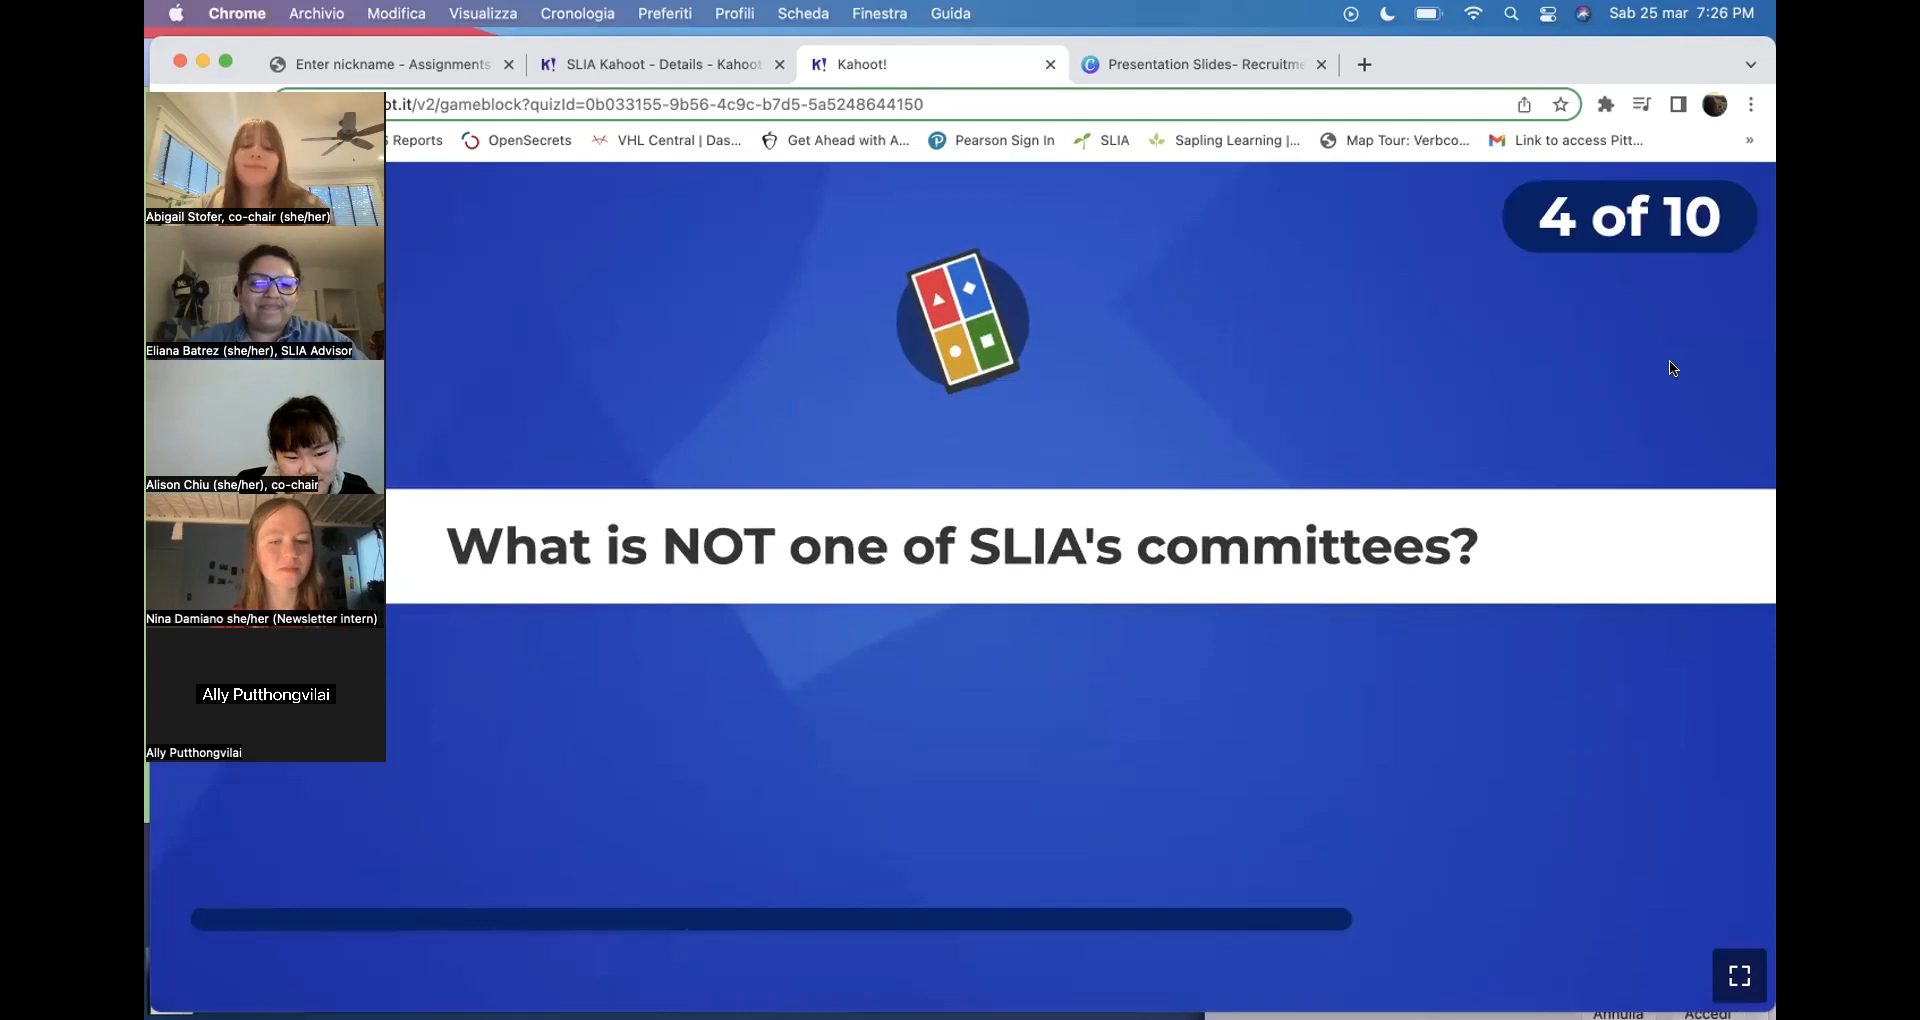 Chrome Archivio Modifica Visualizza Cronologia Preferiti Profili Scheda Finestra Guida Sab 25 mar 7:26 PM
Enter nickname - Assignments K! SLIA Kahoot - Details - Kahoot K! Kahoot! Presentation Slides- Recruitme
ot.it/v2/gameblock?quizId=0b033155-9b56-4c9c-b7d5-5a5248644150
Reports OpenSecrets VHL Central | Das... Get Ahead with A... Pearson Sign In SLIA Sapling Learning |... Map Tour: Verbco... Link to access Pitt... »
4 of 10
Abigail Stofer, co-chair (she/her)
Eliana Batrez (she/her), SLIA Advisor
Alison Chiu (she/her), co-chair
What is NOT one of SLIA's committees?
Nina Damiano she/her (Newsletter intern)
Ally Putthongvilai
Ally Putthongvilai
Annulla Accedi